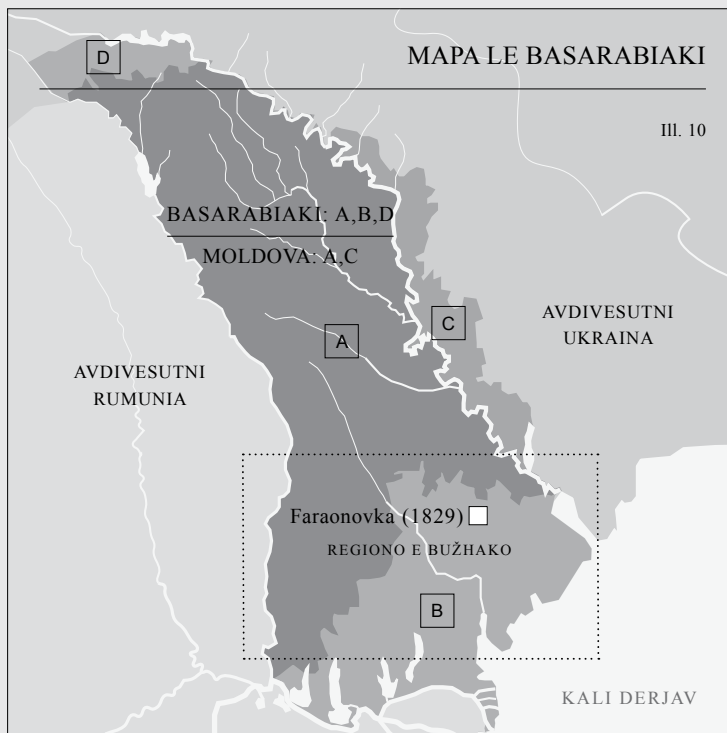 D
MAPA LE BASARABIAKI
Ill. 10
BASARABIAKI: A,B,D
MOLDOVA: A,C
C
AVDIVESUTNI
UKRAINA
A
AVDIVESUTNI
RUMUNIA
Faraonovka (1829)
REGIONO E BUŽHAKO
B
KALI DERJAV